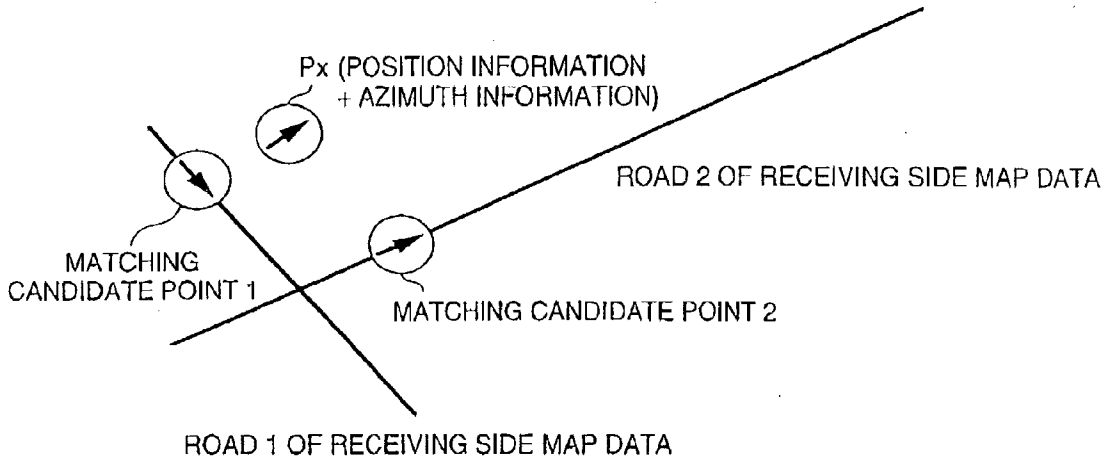 Px (POSITION INFORMATION
+ AZIMUTH INFORMATION)
ROAD 2 OF RECEIVING SIDE MAP DATA
MATCHING
CANDIDATE POINT 1
MATCHING CANDIDATE POINT 2
ROAD 1 OF RECEIVING SIDE MAP DATA